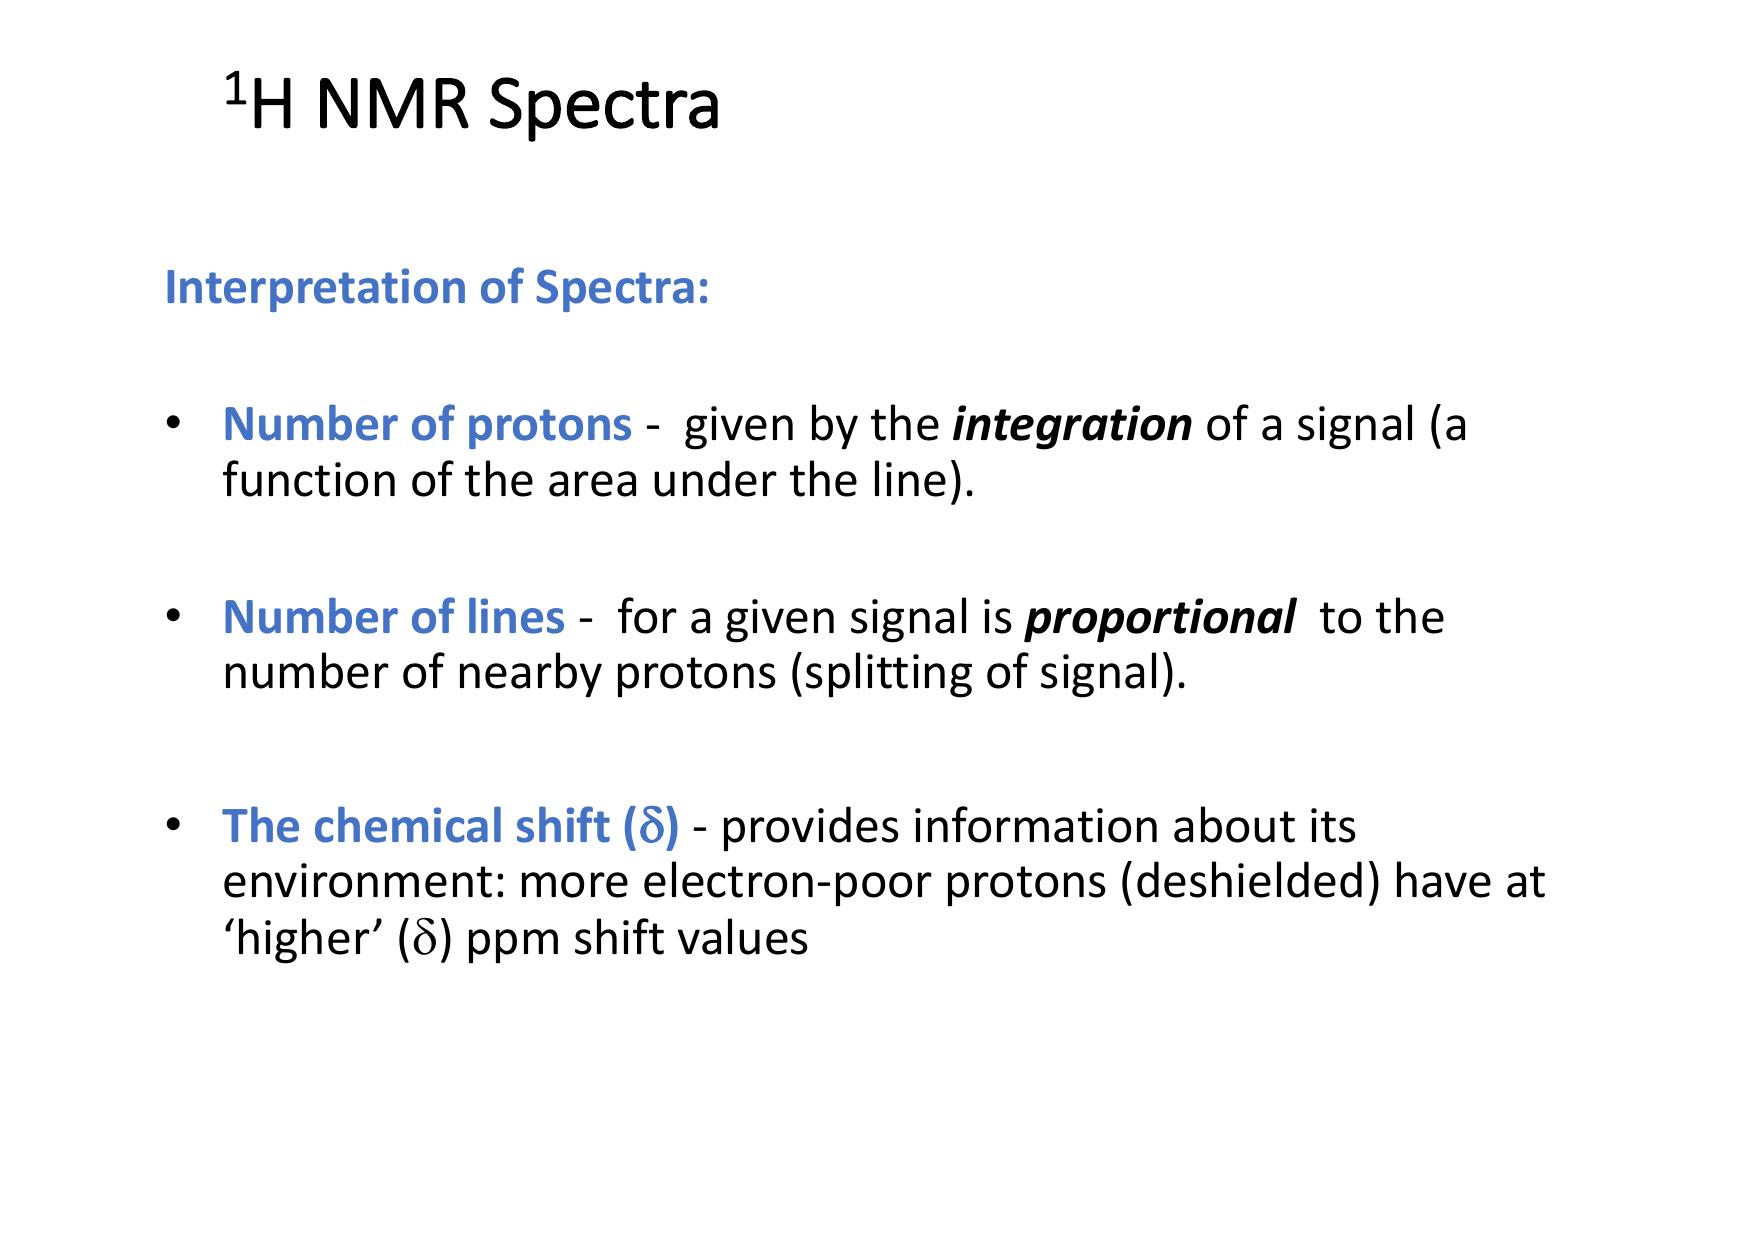 ¹H NMR Spectra
Interpretation of Spectra:
• Number of protons - given by the integration of a signal (a
function of the area under the line).
• Number of lines - for a given signal is proportional to the
number of nearby protons (splitting of signal).
• The chemical shift (δ) - provides information about its
environment: more electron-poor protons (deshielded) have at
‘higher’ (δ) ppm shift values